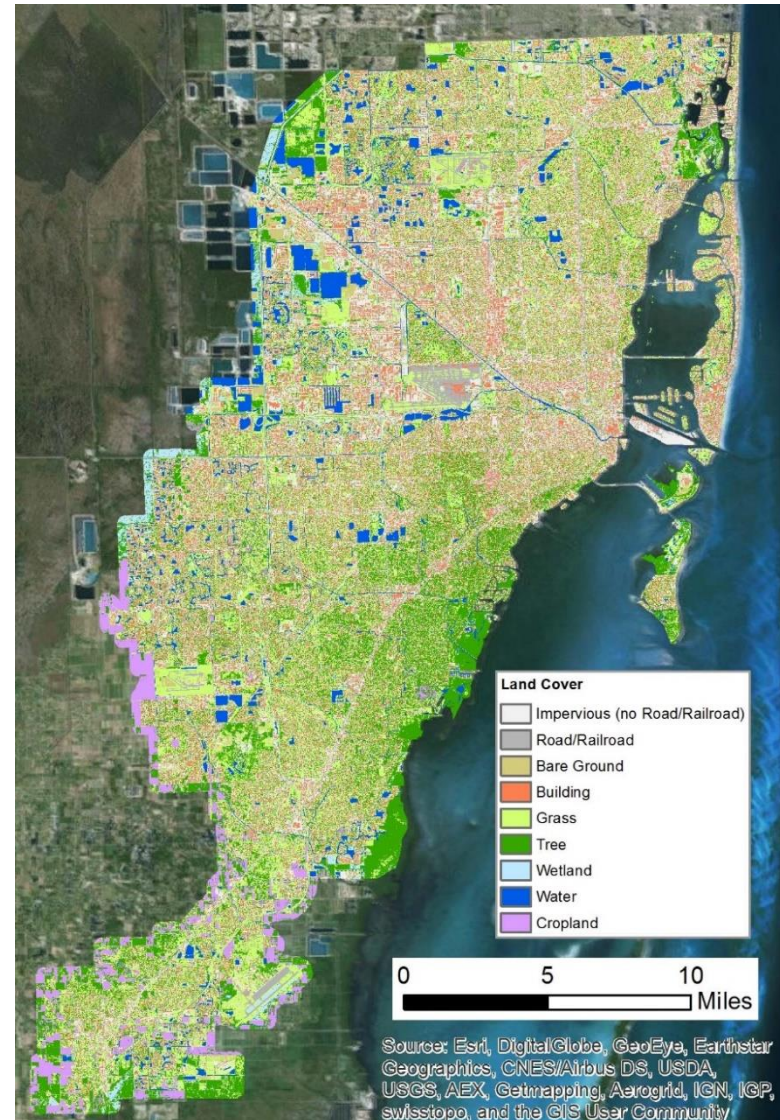 Land Cover
Impervious (no Road/Railroad)
Road/Railroad
Bare Ground
Building
Grass
Tree
Wetland
Water
Cropland
0 5 10
Miles
Source: Esri, DigitalGlobe, GeoEye, Earthstar
Geographics, CNES/Airbus DS, USDA,
USGS, AEX, Getmapping, Aerogrid, IGN, IGP,
swisstopo, and the GIS User Community